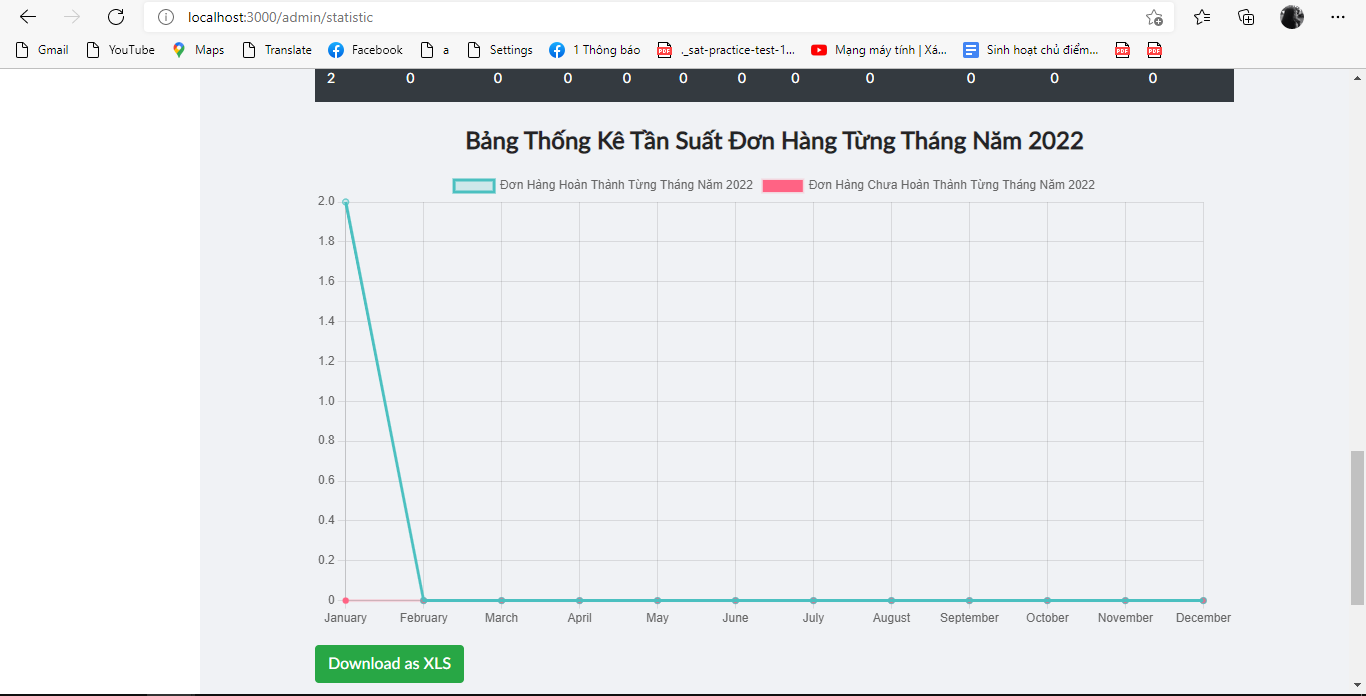 localhost:3000/admin/statistic
Gmail YouTube Maps Translate Facebook a Settings 1 Thông báo ._sat-practice-test-1... Mạng máy tính | Xá... Sinh hoạt chủ điểm...
2 0 0 0 0 0 0 0 0 0 0 0
Bảng Thống Kê Tần Suất Đơn Hàng Từng Tháng Năm 2022
Đơn Hàng Hoàn Thành Từng Tháng Năm 2022 Đơn Hàng Chưa Hoàn Thành Từng Tháng Năm 2022
2.0
1.8
1.6
1.4
1.2
1.0
0.8
0.6
0.4
0.2
0
January February March April May June July August September October November December
Download as XLS